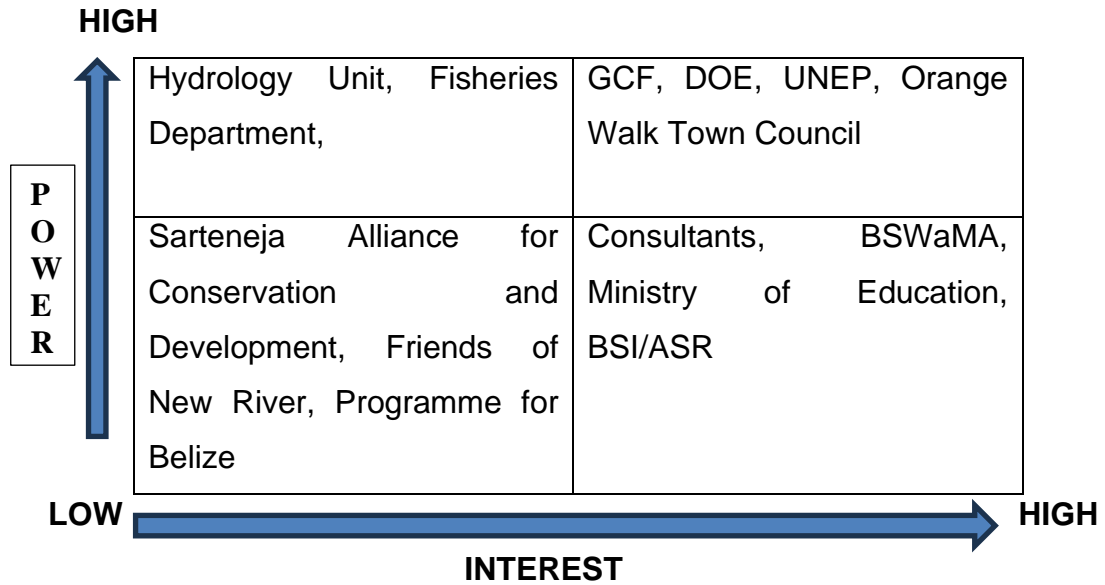 HIGH
Hydrology Unit, Fisheries
Department,
GCF, DOE, UNEP, Orange
Walk Town Council
POWER
Sarteneja Alliance for
Conservation and
Development, Friends of
New River, Programme for
Belize
Consultants, BSWaMA,
Ministry of Education,
BSI/ASR
LOW
HIGH
INTEREST